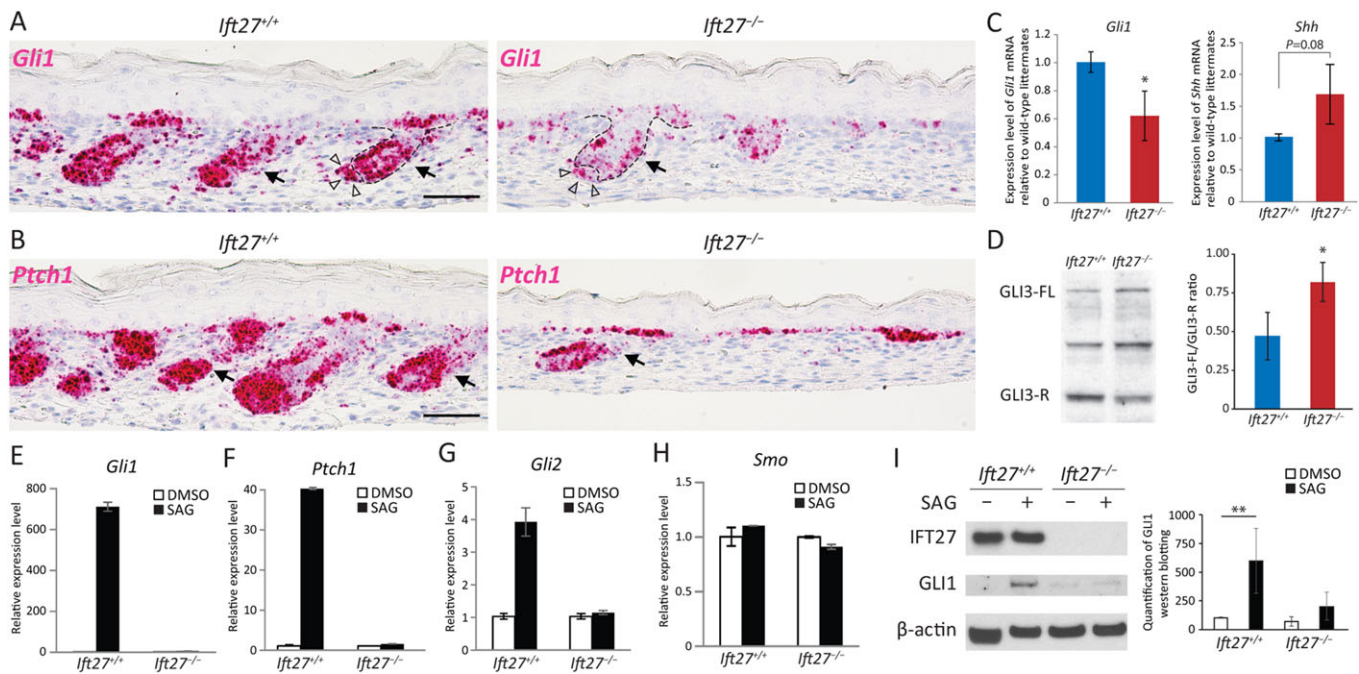 A
Ift27+/+
Ift27−/−
Gli1
Gli1
B
Ift27+/+
Ift27−/−
Ptch1
Ptch1
C
Gli1
Expression level of Gli1 mRNA
relative to wild-type littermates
1.2
1.0
0.8
0.6
0.4
0.2
0
*
Ift27+/+ Ift27−/−
Shh
Expression level of Shh mRNA
relative to wild-type littermates
2.5
2.0
1.5
1.0
0.5
0.0
P=0.08
Ift27+/+ Ift27−/−
D
Ift27+/+ Ift27−/−
GLI3-FL
GLI3-R
GLI3-FL/GLI3-R ratio
1.00
0.75
0.50
0.25
0
*
Ift27+/+ Ift27−/−
E
Gli1
Relative expression level
800
600
400
200
0
DMSO
SAG
Ift27+/+ Ift27−/−
F
Ptch1
Relative expression level
40
30
20
10
0
DMSO
SAG
Ift27+/+ Ift27−/−
G
Gli2
Relative expression level
5
4
3
2
1
0
DMSO
SAG
Ift27+/+ Ift27−/−
H
Smo
Relative expression level
1.5
1.0
0.5
0
DMSO
SAG
Ift27+/+ Ift27−/−
I
Ift27+/+ Ift27−/−
SAG − + − +
IFT27
GLI1
β-actin
Quantification of GLI1
western blotting
1000
750
500
250
0
**
DMSO
SAG
Ift27+/+ Ift27−/−